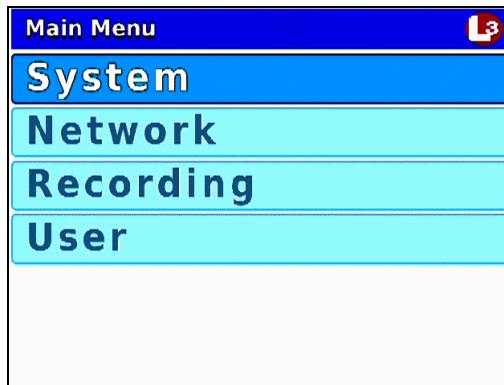 Main Menu
L3
System
Network
Recording
User